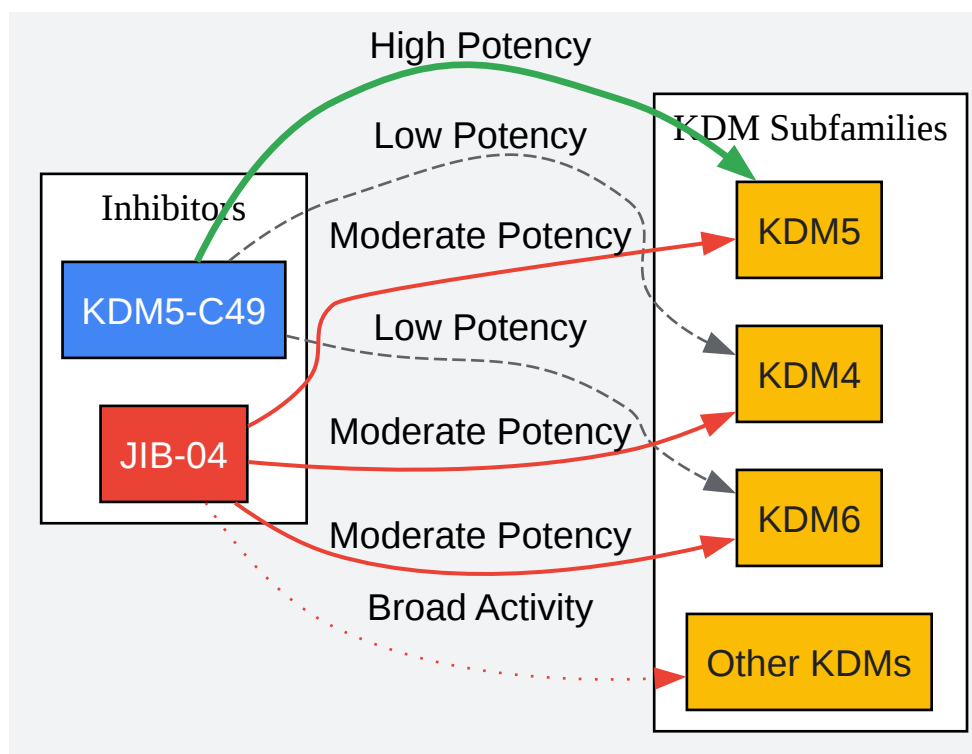 High Potency
KDM Subfamilies
Low Potency
Inhibitors
Moderate Potency
KDM5
KDM5-C49
Low Potency
KDM4
Moderate Potency
JIB-04
KDM6
Moderate Potency
Broad Activity
Other KDMs